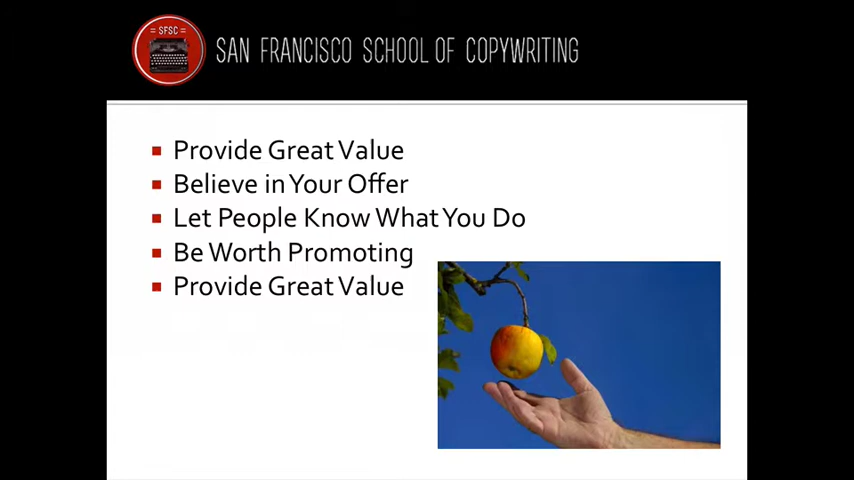 SFSC
SAN FRANCISCO SCHOOL OF COPYWRITING
Provide Great Value
Believe in Your Offer
Let People Know What You Do
Be Worth Promoting
Provide Great Value